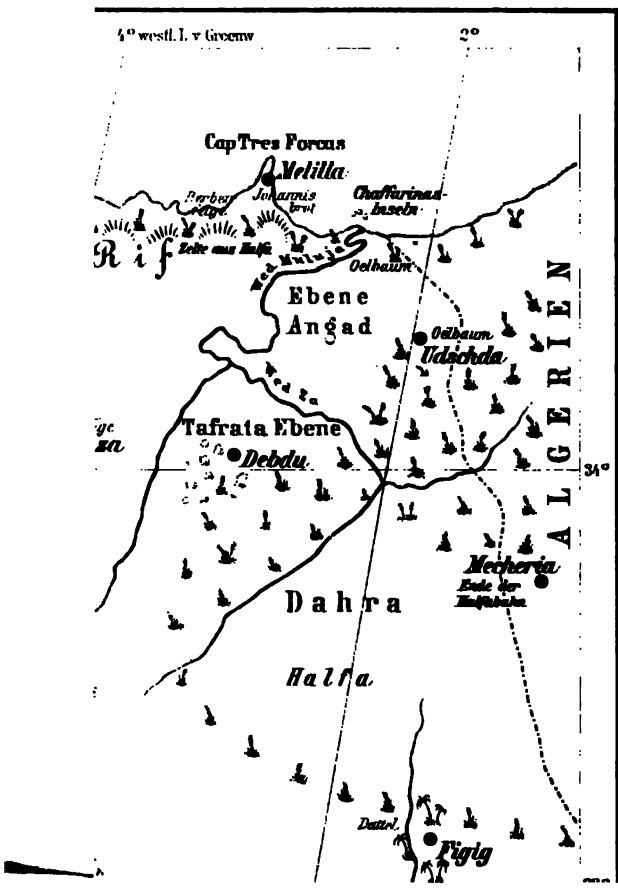 4° westl. L. v. Greenw.
2°
Cap Tres Forcas
Melilla
Johannis
brot
Chaffarinas-
Inseln
Zelte aus Halfa
Rif
Wed Muluja
Oelbaum
Ebene
Angad
Oelbaum
Udschda
ALGERIEN
Wed Za
Tafrata Ebene
Debdu
34°
Mecheria
Ende der
Halfabahn
Dahra
Halfa
Dattel
Figig